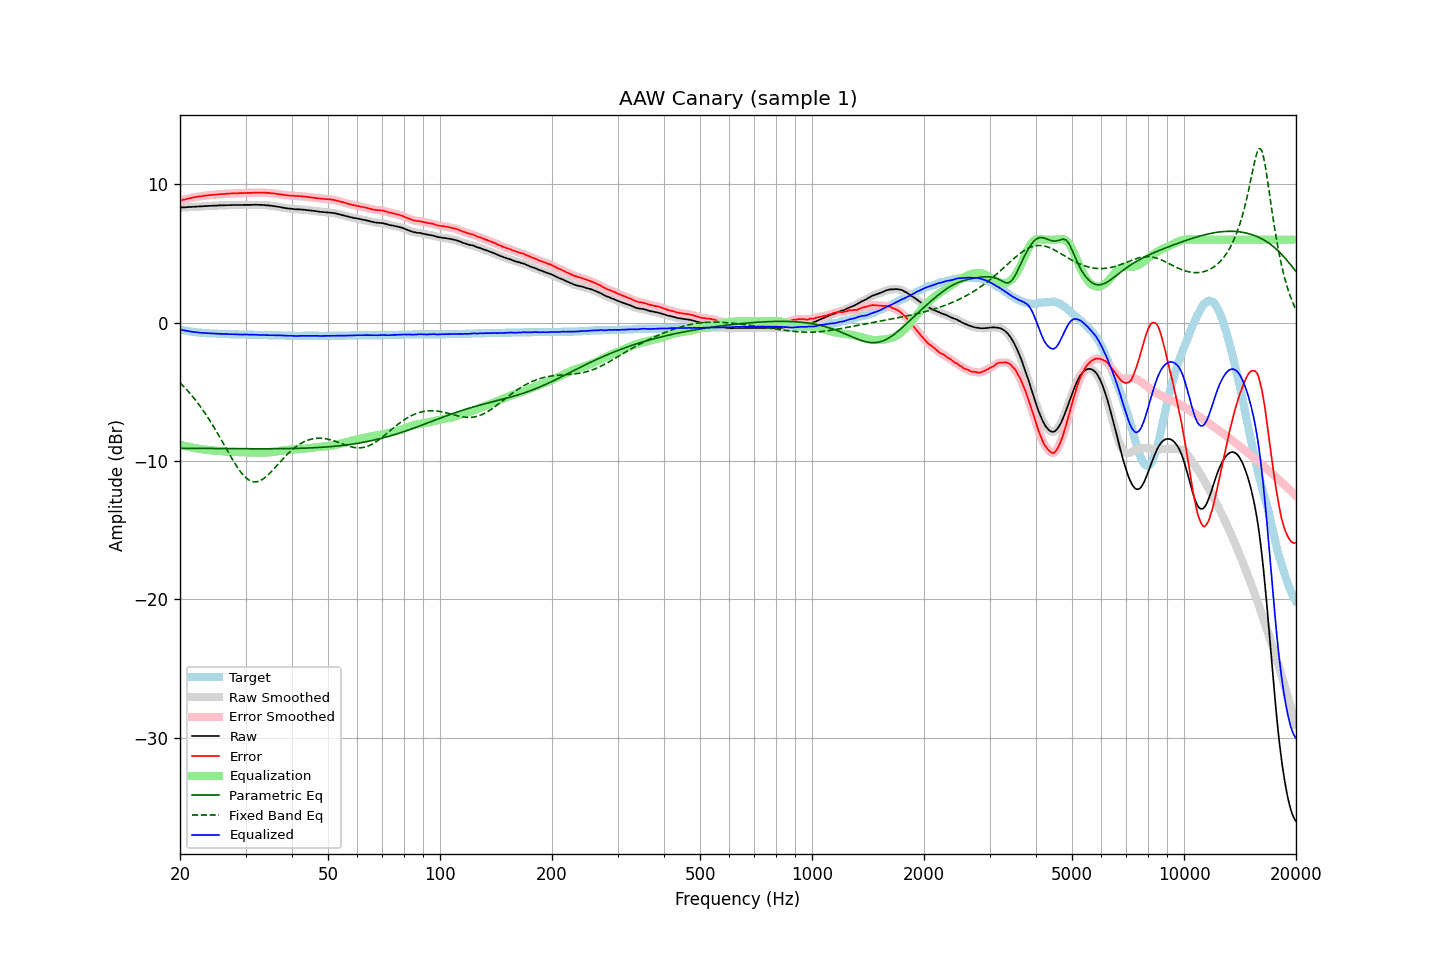 AAW Canary (sample 1)
Amplitude (dBr)
10
0
−10
−20
−30
Target
Raw Smoothed
Error Smoothed
Raw
Error
Equalization
Parametric Eq
Fixed Band Eq
Equalized
20 50 100 200 500 1000 2000 5000 10000 20000
Frequency (Hz)